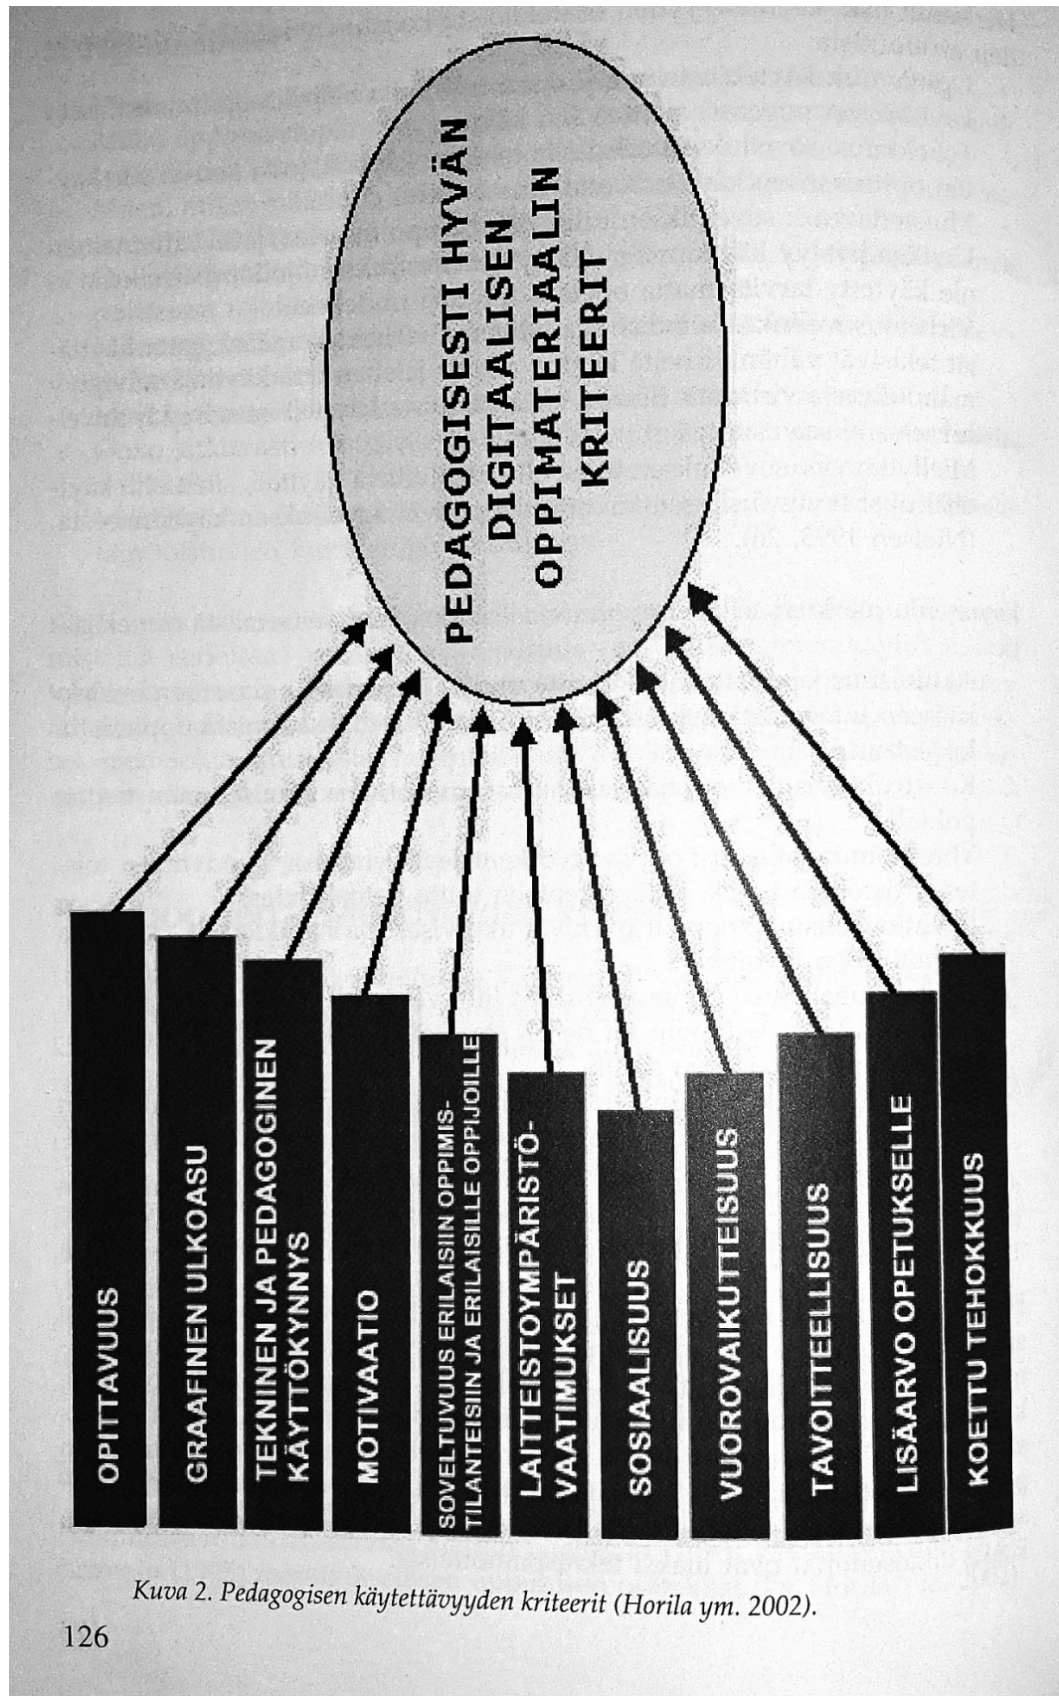 PEDAGOGISESTI HYVÄN
DIGITAALISEN
OPPIMATERIAALIN
KRITEERIT
OPITTAVUUS
GRAAFINEN ULKOASU
TEKNINEN JA PEDAGOGINEN
KÄYTTÖKYNNYS
MOTIVAATIO
SOVELTUVUUS ERILAISIIN OPPIMIS-
TILANTEISIIN JA ERILAISILLE OPPIJOILLE
LAITTEISTOYMPÄRISTÖ-
VAATIMUKSET
SOSIAALISUUS
VUOROVAIKUTTEISUUS
TAVOITTEELLISUUS
LISÄARVO OPETUKSELLE
KOETTU TEHOKKUUS
Kuva 2. Pedagogisen käytettävyyden kriteerit (Horila ym. 2002).
126